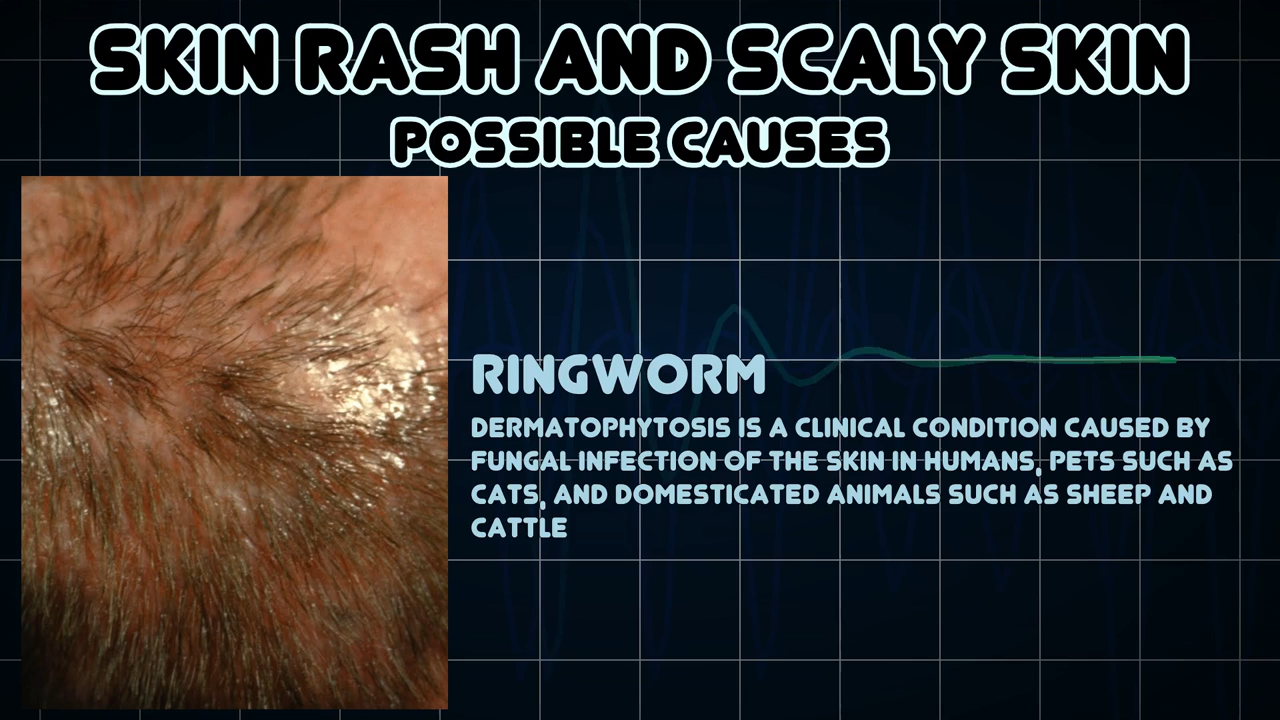 SKIN RASH AND SCALY SKIN
POSSIBLE CAUSES
RINGWORM
DERMATOPHYTOSIS IS A CLINICAL CONDITION CAUSED BY
FUNGAL INFECTION OF THE SKIN IN HUMANS, PETS SUCH AS
CATS, AND DOMESTICATED ANIMALS SUCH AS SHEEP AND
CATTLE